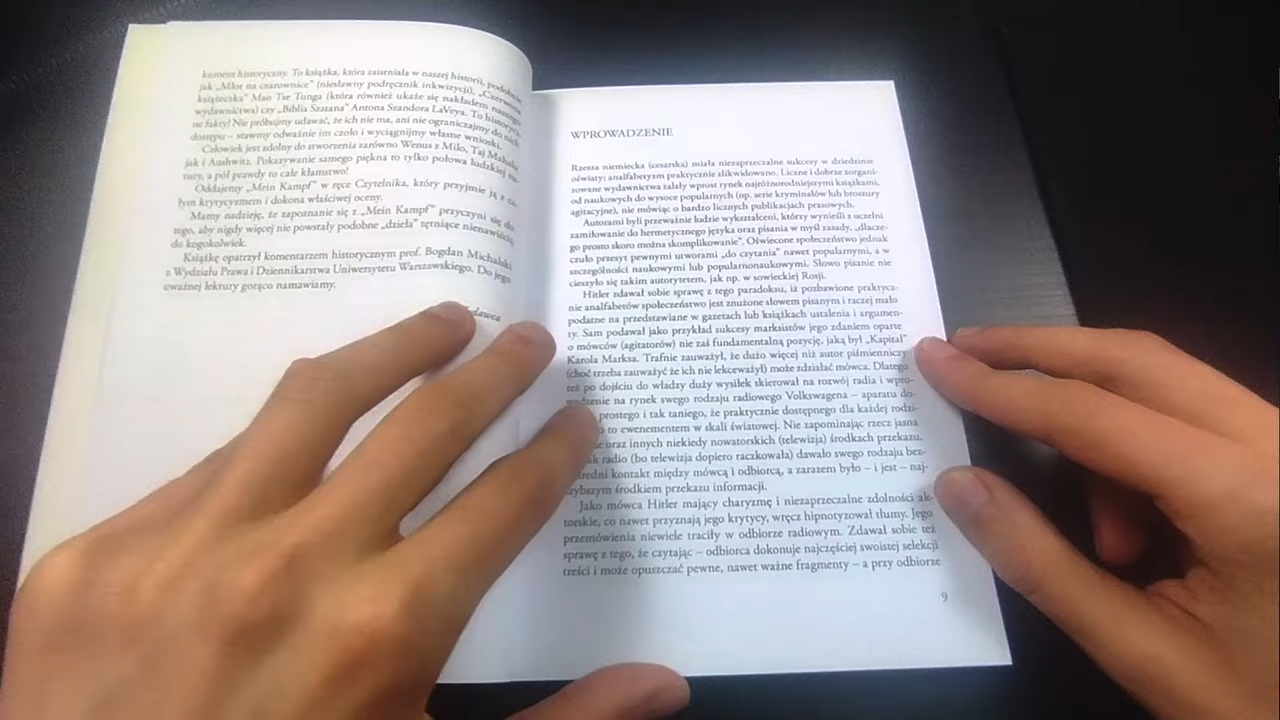 kument historyczny. To książka, która zaistniała w naszej historii, podobnie
jak „Młot na czarownice” (niesławny podręcznik inkwizycji), „Czerwona
książeczka” Mao Tse Tunga (która również ukaże się nakładem naszego
wydawnictwa) czy „Biblia Szatana” Antona Szandora LaVeya. To historycz-
ne fakty! Nie próbujmy udawać, że ich nie ma, ani nie ograniczajmy do nich
dostępu – stawmy odważnie im czoło i wyciągnijmy własne wnioski.
Człowiek jest zdolny do stworzenia zarówno Wenus z Milo, Taj Mahalu,
jak i Aushwitz. Pokazywanie samego piękna to tylko połowa ludzkiej na-
tury, a pół prawdy to całe kłamstwo!
Oddajemy „Mein Kampf” w ręce Czytelnika, który przyjmie ją z ca-
łym krytycyzmem i dokona właściwej oceny.
Mamy nadzieję, że zapoznanie się z „Mein Kampf” przyczyni się do
tego, aby nigdy więcej nie powstały podobne „dzieła” tętniące nienawiścią
do kogokolwiek.
Książkę opatrzył komentarzem historycznym prof. Bogdan Michalski
z Wydziału Prawa i Dziennikarstwa Uniwersytetu Warszawskiego. Do jego
uważnej lektury gorąco namawiamy.
WPROWADZENIE
Rzesza niemiecka (cesarska) miała niezaprzeczalne sukcesy w dziedzinie
oświaty; analfabetyzm praktycznie zlikwidowano. Liczne i dobrze zorgani-
zowane wydawnictwa zalały wprost rynek najróżnorodniejszymi książkami,
od naukowych do wysoce popularnych (np. serie kryminałów lub broszury
agitacyjne), nie mówiąc o bardzo licznych publikacjach prasowych.
Autorami byli przeważnie ludzie wykształceni, którzy wynieśli z uczelni
zamiłowanie do hermetycznego języka oraz pisania w myśl zasady, „dlacze-
go prosto skoro można skomplikowanie”. Oświecone społeczeństwo jednak
czuło przesyt pewnymi utworami „do czytania” nawet popularnymi, a w
szczególności naukowymi lub popularnonaukowymi. Słowo pisanie nie
cieszyło się takim autorytetem, jak np. w sowieckiej Rosji.
Hitler zdawał sobie sprawę z tego paradoksu, iż pozbawione praktycz-
nie analfabetów społeczeństwo jest znużone słowem pisanym i raczej mało
podatne na przedstawiane w gazetach lub książkach ustalenia i argumen-
ty. Sam podawał jako przykład sukcesy marksistów jego zdaniem oparte
o mówców (agitatorów) nie zaś fundamentalną pozycję, jaką był „Kapitał”
Karola Marksa. Trafnie zauważył, że dużo więcej niż autor piśmienniczy
(choć trzeba zauważyć że ich nie lekceważył) może zdziałać mówca. Dlatego
też po dojściu do władzy duży wysiłek skierował na rozwój radia i wpro-
wadzenie na rynek swego rodzaju radiowego Volkswagena – aparatu do-
prostego i tak taniego, że praktycznie dostępnego dla każdej rodzi-
to ewenementem w skali światowej. Nie zapominając rzecz jasna
oraz innych niekiedy nowatorskich (telewizja) środkach przekazu.
radio (bo telewizja dopiero raczkowała) dawało swego rodzaju bez-
kontakt między mówcą i odbiorcą, a zarazem było – i jest – naj-
szybszym środkiem przekazu informacji.
Jako mówca Hitler mający charyzmę i niezaprzeczalne zdolności ak-
torskie, co nawet przyznają jego krytycy, wręcz hipnotyzował tłumy. Jego
przemówienia niewiele traciły w odbiorze radiowym. Zdawał sobie też
sprawę z tego, że czytając – odbiorca dokonuje najczęściej swoistej selekcji
treści i może opuszczać pewne, nawet ważne fragmenty – a przy odbiorze
9